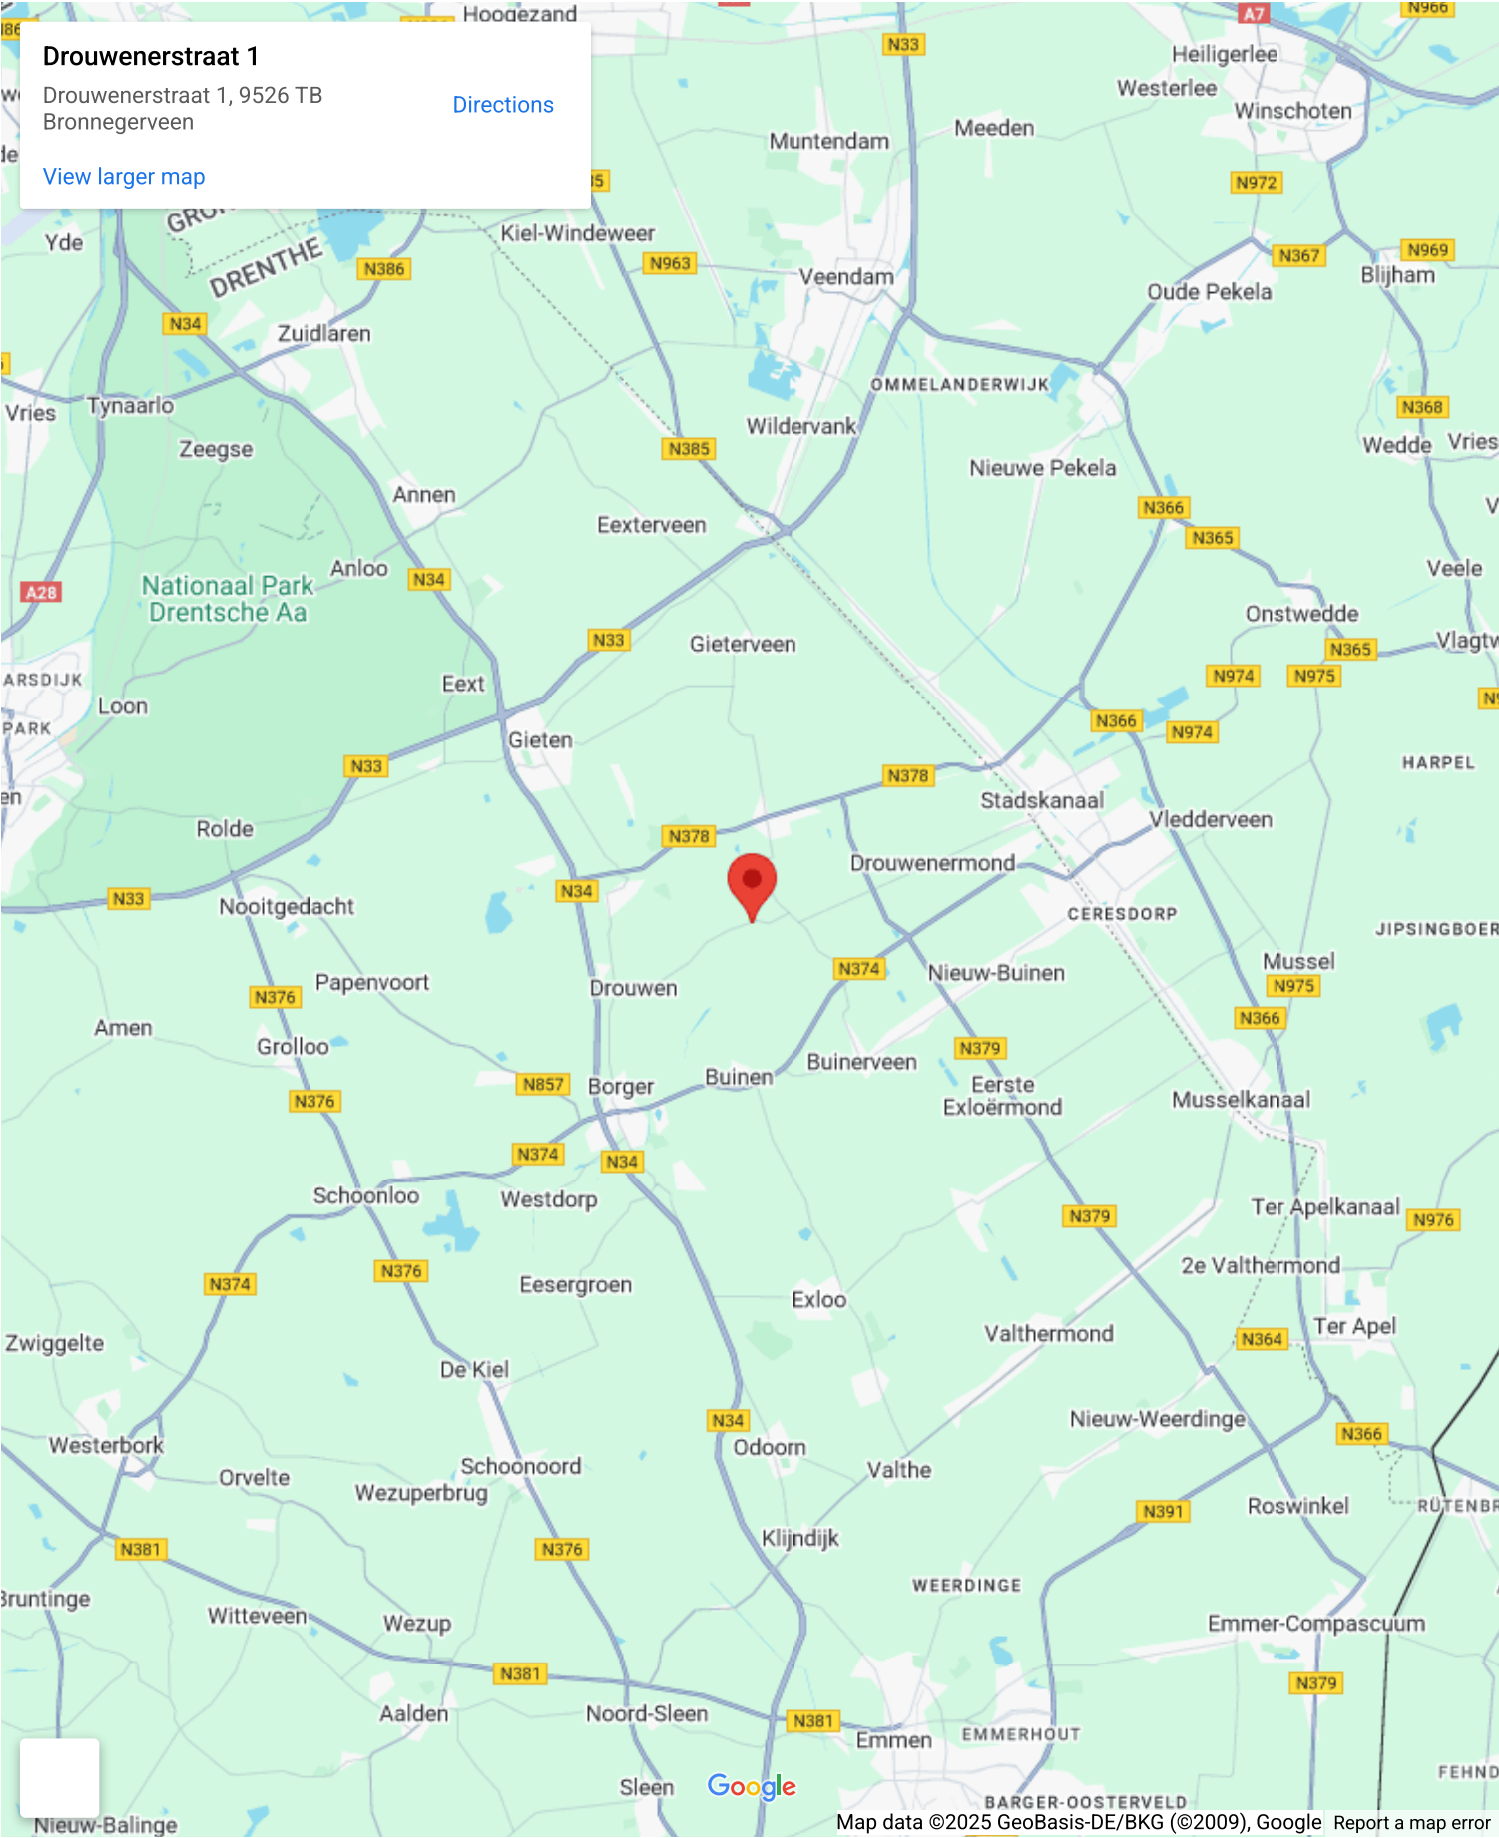 Drouwenerstraat 1
Drouwenerstraat 1, 9526 TB
Bronnegerveen
Directions
View larger map
Hoogezand
A7
N966
N33
Heiligerlee
Westerlee
Winschoten
Muntendam
Meeden
N972
DRENTHE
Yde
N386
Kiel-Windeweer
N963
Veendam
N367
N969
Blijham
Oude Pekela
N34
Zuidlaren
OMMELANDERWIJK
Vries
Tynaarlo
Zeegse
Wildervank
N385
N368
Wedde
Vries
Nieuwe Pekela
Annen
N366
N365
Eexterveen
Anloo
N34
A28
Nationaal Park
Drentsche Aa
Veele
Onstwedde
N33
Gieterveen
N365
Vlagtw
ARSDIJK
PARK
Eext
Loon
N974
N975
N366
N974
Gieten
N33
N378
HARPEL
Stadskanaal
Vledderveen
Rolde
N378
Drouwenermond
N34
N33
Nooitgedacht
CERESDORP
JIPSINGBOER
N374
Nieuw-Buinen
Mussel
N975
Papenvoort
N376
Drouwen
N366
Amen
Grolloo
N379
Buinerveen
Buinen
N857
Borger
Eerste
Exloërmond
N376
Musselkanaal
N374
N34
Schoonloo
Westdorp
Ter Apelkanaal
N379
N976
2e Valthermond
N376
N374
Eesergroen
Exloo
Zwiggelte
Valthermond
N364
Ter Apel
De Kiel
N34
Nieuw-Weerdinge
N366
Westerbork
Odoorn
Orvelte
Schoonoord
Wezuperbrug
Valthe
N391
Roswinkel
RÜTENBR
Klijndijk
N381
N376
WEERDINGE
Bruntinge
Witteveen
Wezup
Emmer-Compascuum
N381
N379
Aalden
Noord-Sleen
N381
Emmen
EMMERHOUT
Sleen
Google
FEHND
BARGER-OOSTERVELD
Nieuw-Balinge
Map data ©2025 GeoBasis-DE/BKG (©2009), Google
Report a map error